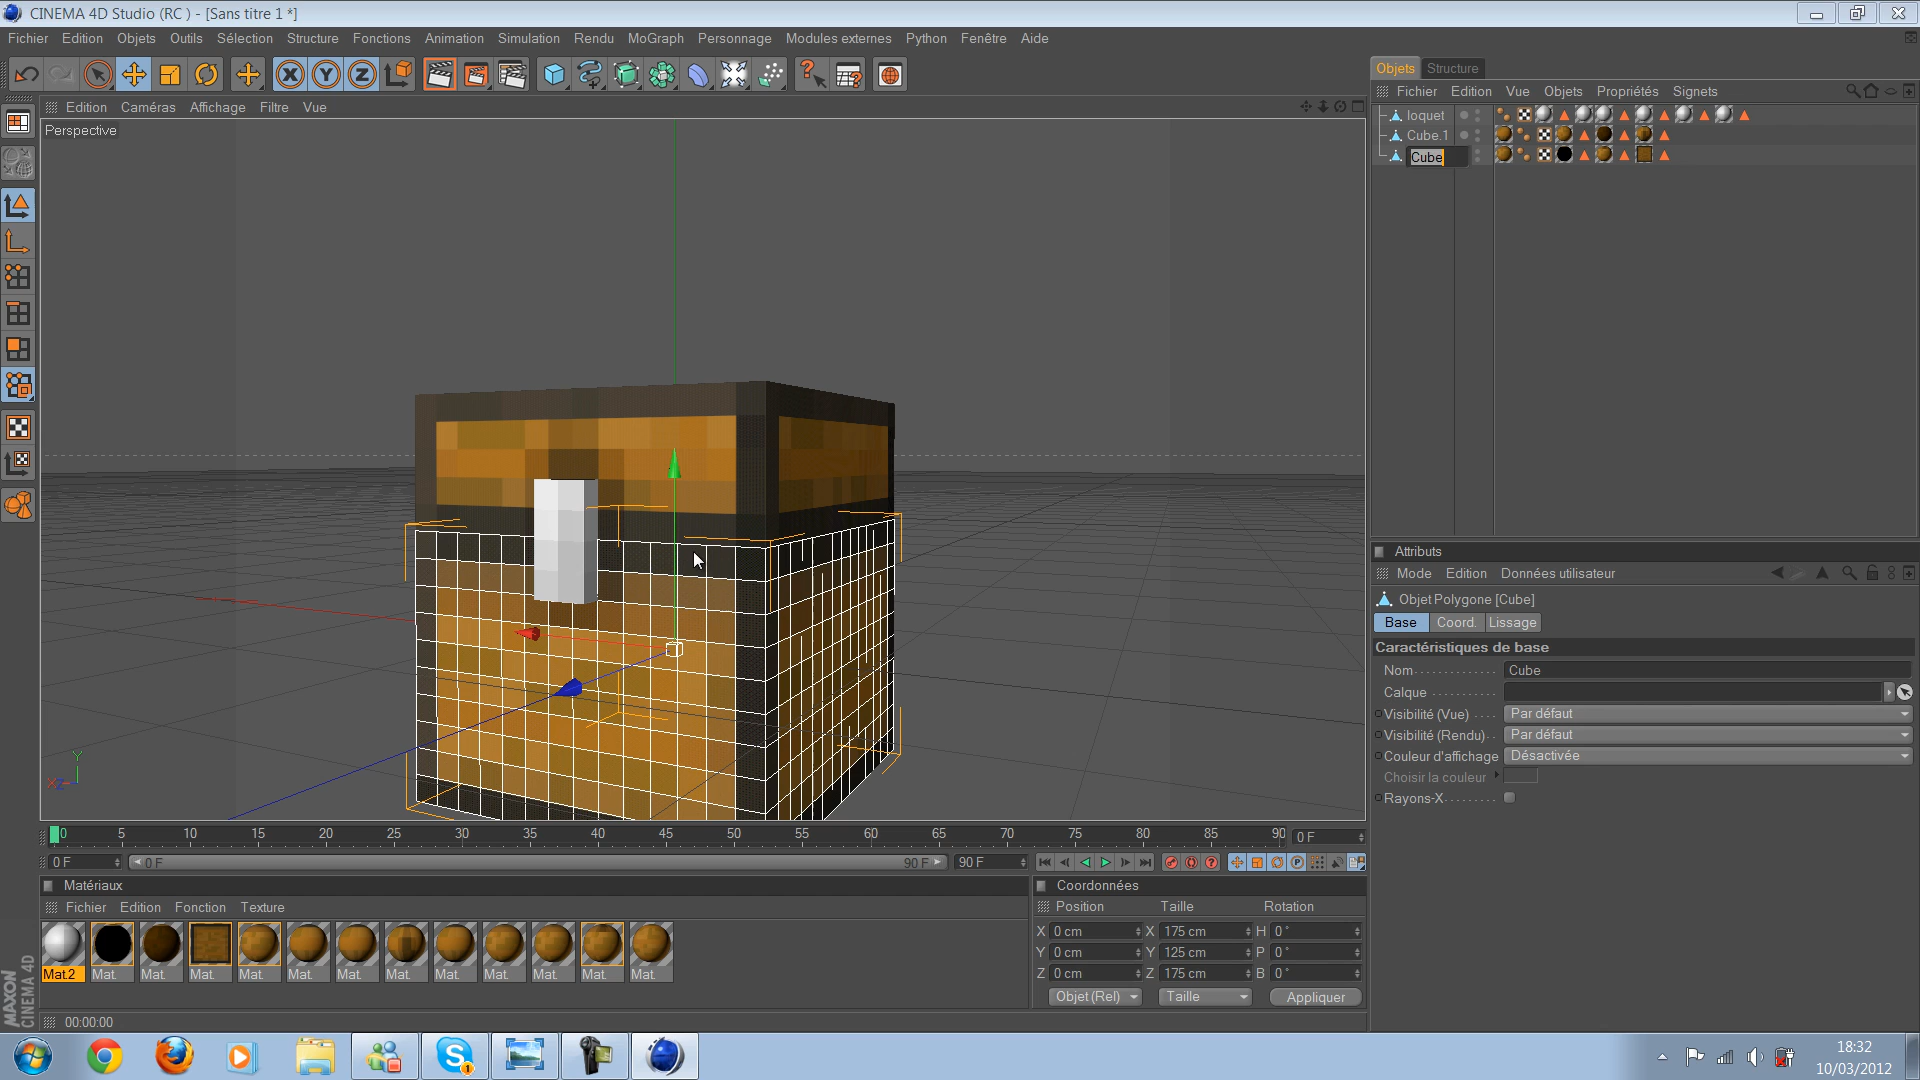 CINEMA 4D Studio (RC ) - [Sans titre 1 *]
Fichier Edition Objets Outils Sélection Structure Fonctions Animation Simulation Rendu MoGraph Personnage Modules externes Python Fenêtre Aide
X Y Z
Objets Structure
Fichier Edition Vue Objets Propriétés Signets
Edition Caméras Affichage Filtre Vue
Perspective
loquet
Cube.1
Cube
Y
X Z
Attributs
Mode Edition Données utilisateur
Objet Polygone [Cube]
Base Coord. Lissage
Caractéristiques de base
Nom Cube
Calque
Visibilité (Vue) Par défaut
Visibilité (Rendu) Par défaut
Couleur d'affichage Désactivée
Choisir la couleur
Rayons-X
0 5 10 15 20 25 30 35 40 45 50 55 60 65 70 75 80 85 90 0 F
0 F 0 F 90 F 90 F
Matériaux
Fichier Edition Fonction Texture
Mat.2 Mat. Mat. Mat. Mat. Mat. Mat. Mat. Mat. Mat. Mat. Mat. Mat.
Coordonnées
Position Taille Rotation
X 0 cm X 175 cm H 0 °
Y 0 cm Y 125 cm P 0 °
Z 0 cm Z 175 cm B 0 °
Objet (Rel) Taille Appliquer
MAXON
CINEMA 4D
00:00:00
1
18:32
10/03/2012